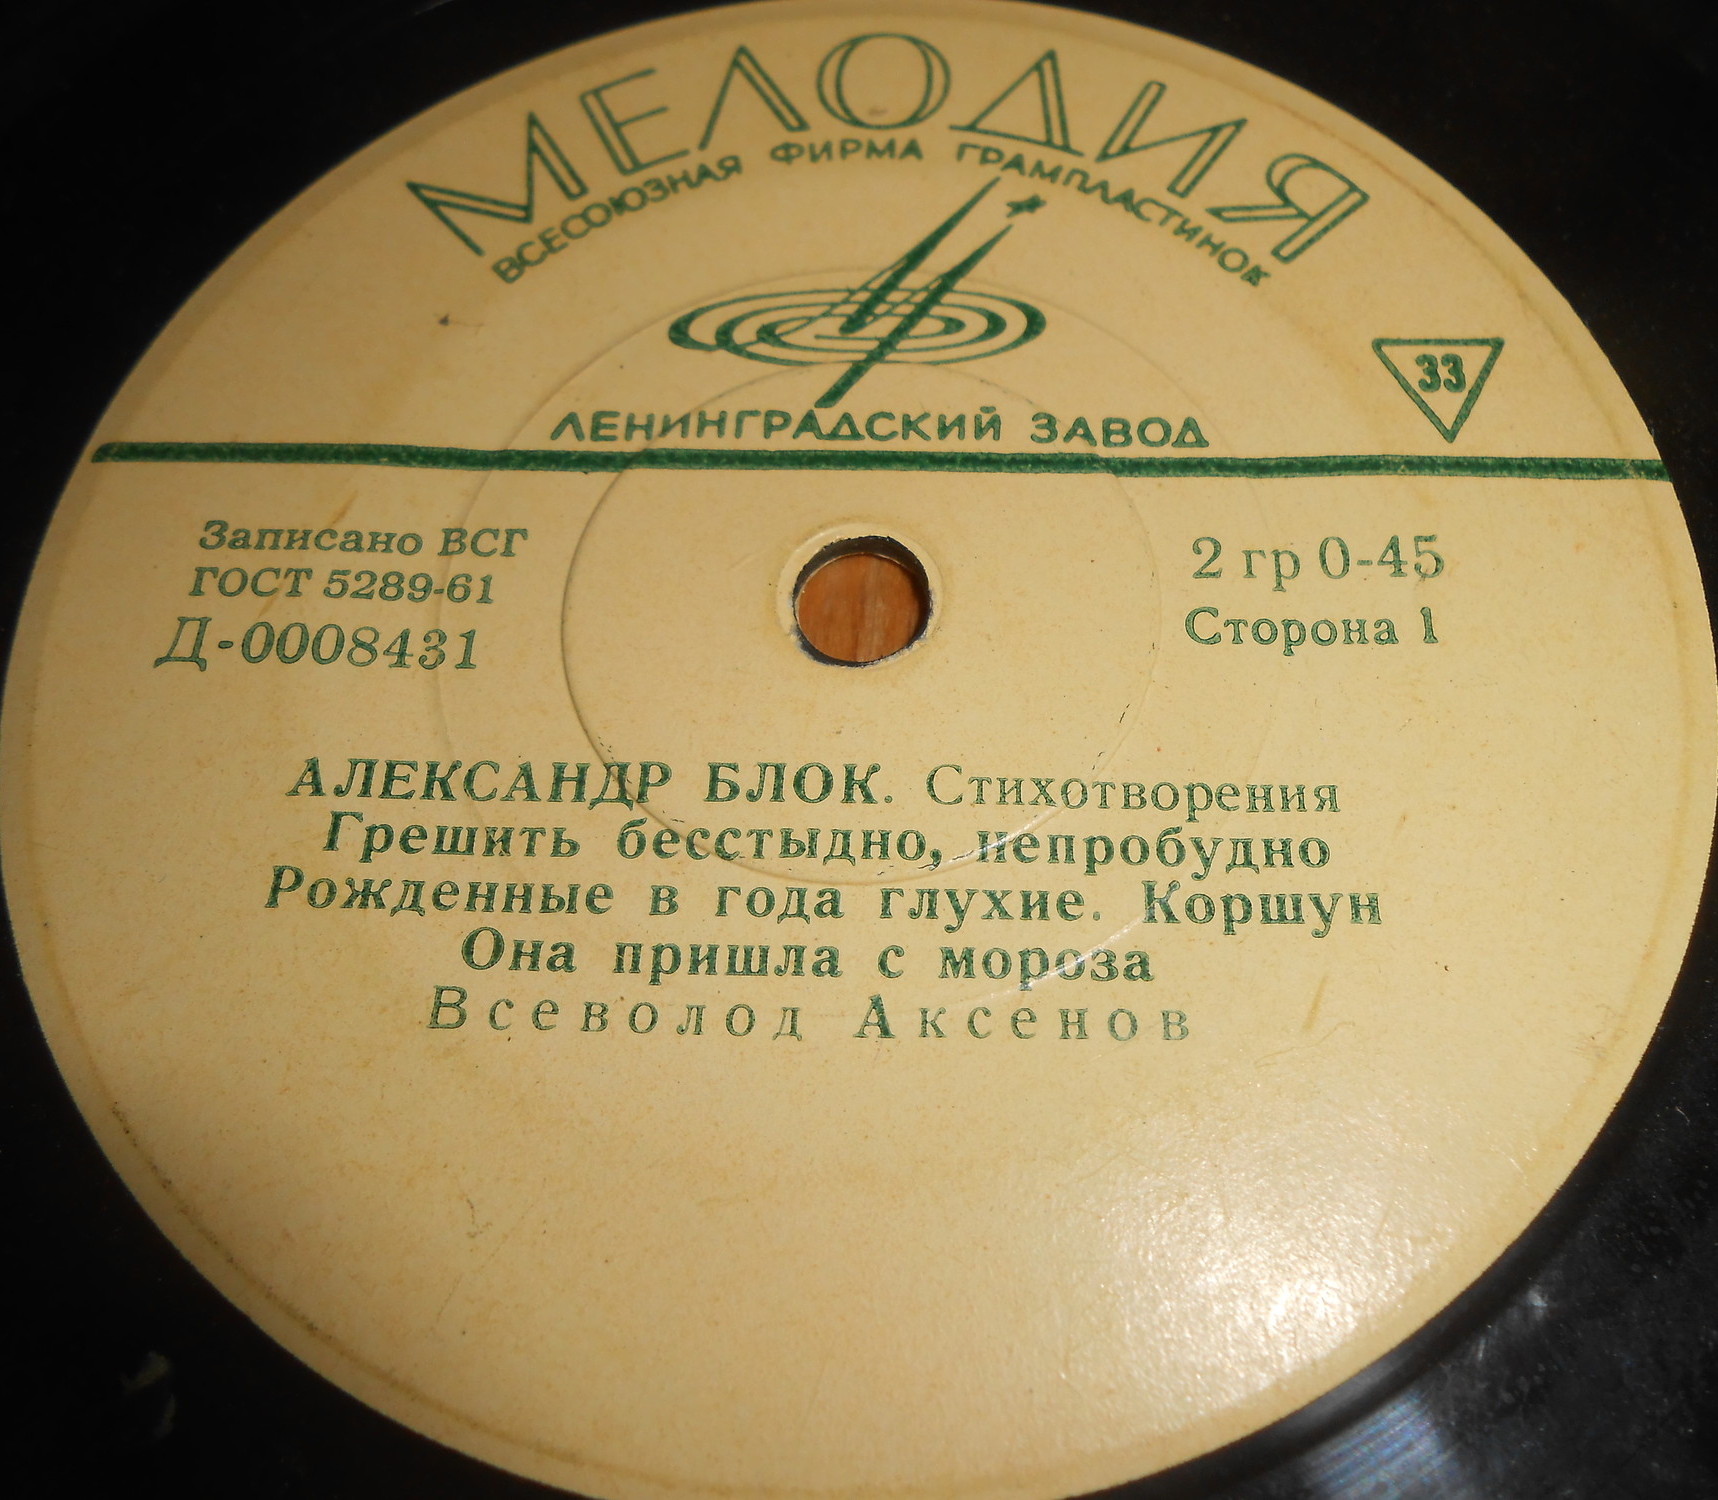 МЕЛОДИЯ
ВСЕСОЮЗНАЯ ФИРМА ГРАМПЛАСТИНОК
33
ЛЕНИНГРАДСКИЙ ЗАВОД
Записано ВСГ
ГОСТ 5289-61
Д-0008431
2 гр 0-45
Сторона 1
АЛЕКСАНДР БЛОК. Стихотворения
Грешить бесстыдно, непробудно
Рожденные в года глухие. Коршун
Она пришла с мороза
Всеволод Аксенов